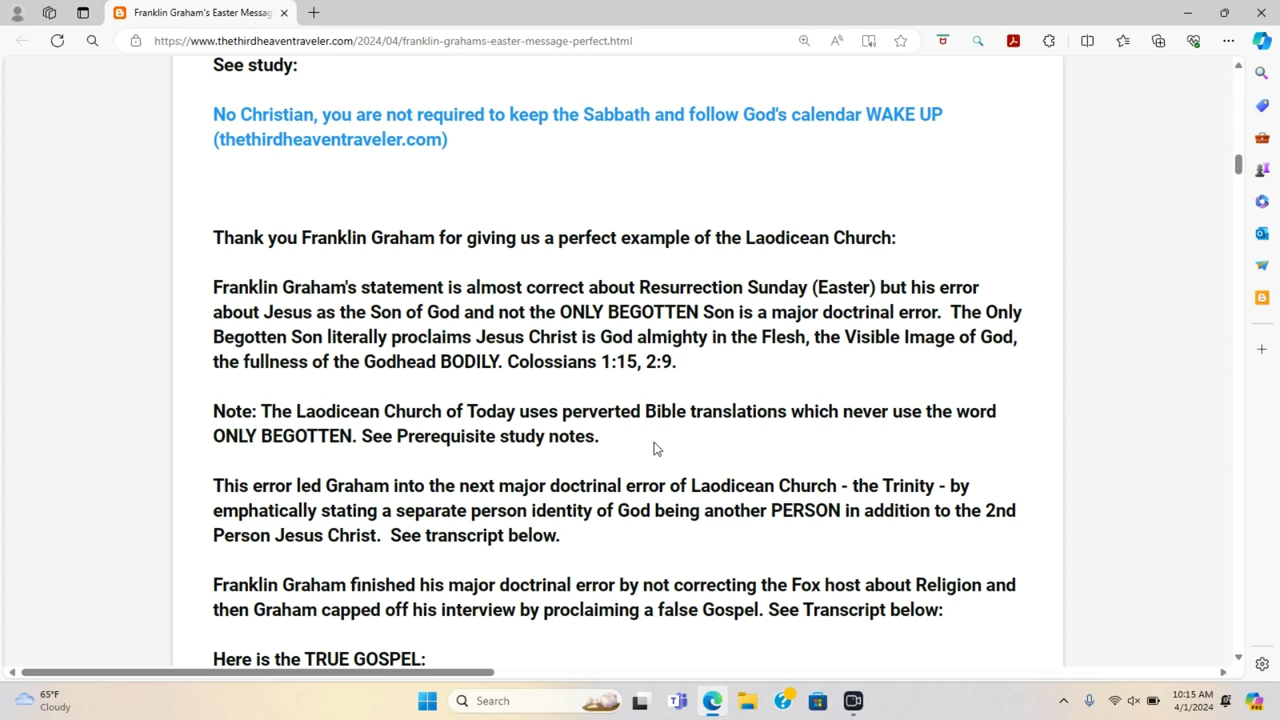 Franklin Graham's Easter Messag
https://www.thethirdheaventraveler.com/2024/04/franklin-grahams-easter-message-perfect.html
See study:
No Christian, you are not required to keep the Sabbath and follow God's calendar WAKE UP
(thethirdheaventraveler.com)
Thank you Franklin Graham for giving us a perfect example of the Laodicean Church:
Franklin Graham's statement is almost correct about Resurrection Sunday (Easter) but his error
about Jesus as the Son of God and not the ONLY BEGOTTEN Son is a major doctrinal error.  The Only
Begotten Son literally proclaims Jesus Christ is God almighty in the Flesh, the Visible Image of God,
the fullness of the Godhead BODILY. Colossians 1:15, 2:9.
Note: The Laodicean Church of Today uses perverted Bible translations which never use the word
ONLY BEGOTTEN. See Prerequisite study notes.
This error led Graham into the next major doctrinal error of Laodicean Church - the Trinity - by
emphatically stating a separate person identity of God being another PERSON in addition to the 2nd
Person Jesus Christ.  See transcript below.
Franklin Graham finished his major doctrinal error by not correcting the Fox host about Religion and
then Graham capped off his interview by proclaiming a false Gospel. See Transcript below:
Here is the TRUE GOSPEL:
65°F
Cloudy
Search
10:15 AM
4/1/2024